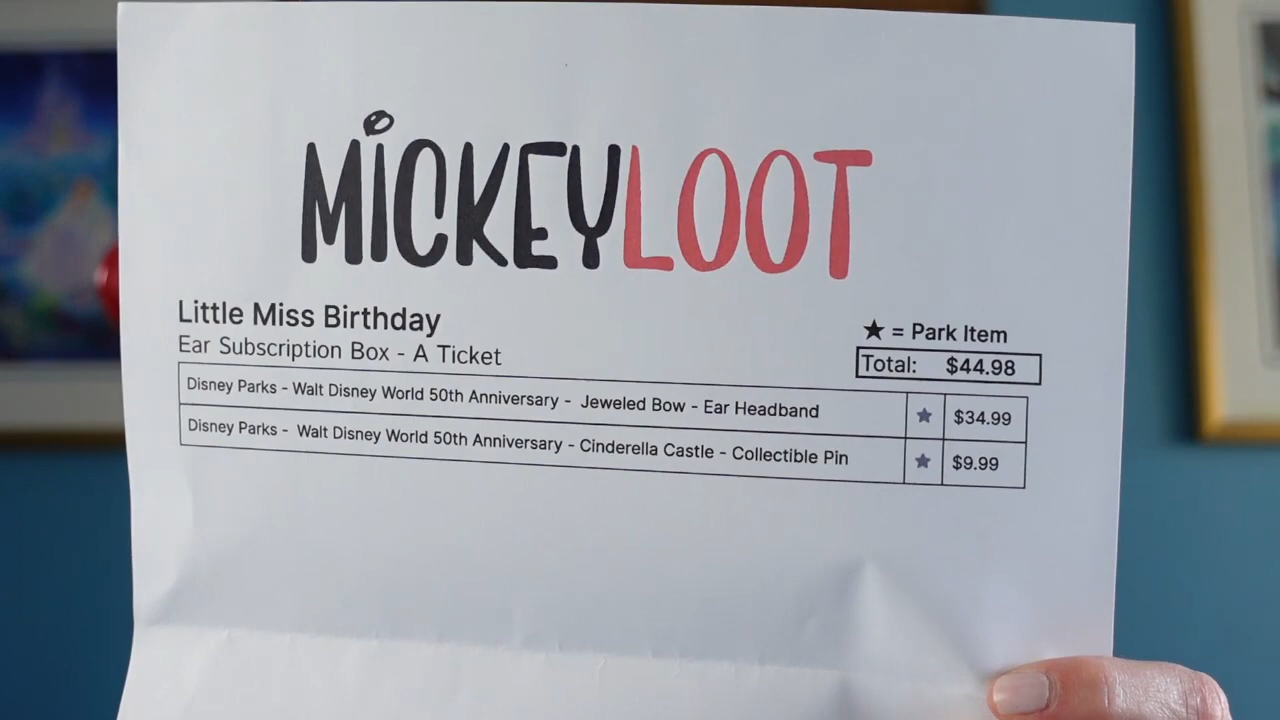 MiCKEYLOOT
Little Miss Birthday
Ear Subscription Box - A Ticket
★ = Park Item
Total: $44.98
Disney Parks - Walt Disney World 50th Anniversary - Jeweled Bow - Ear Headband ★ $34.99
Disney Parks - Walt Disney World 50th Anniversary - Cinderella Castle - Collectible Pin ★ $9.99